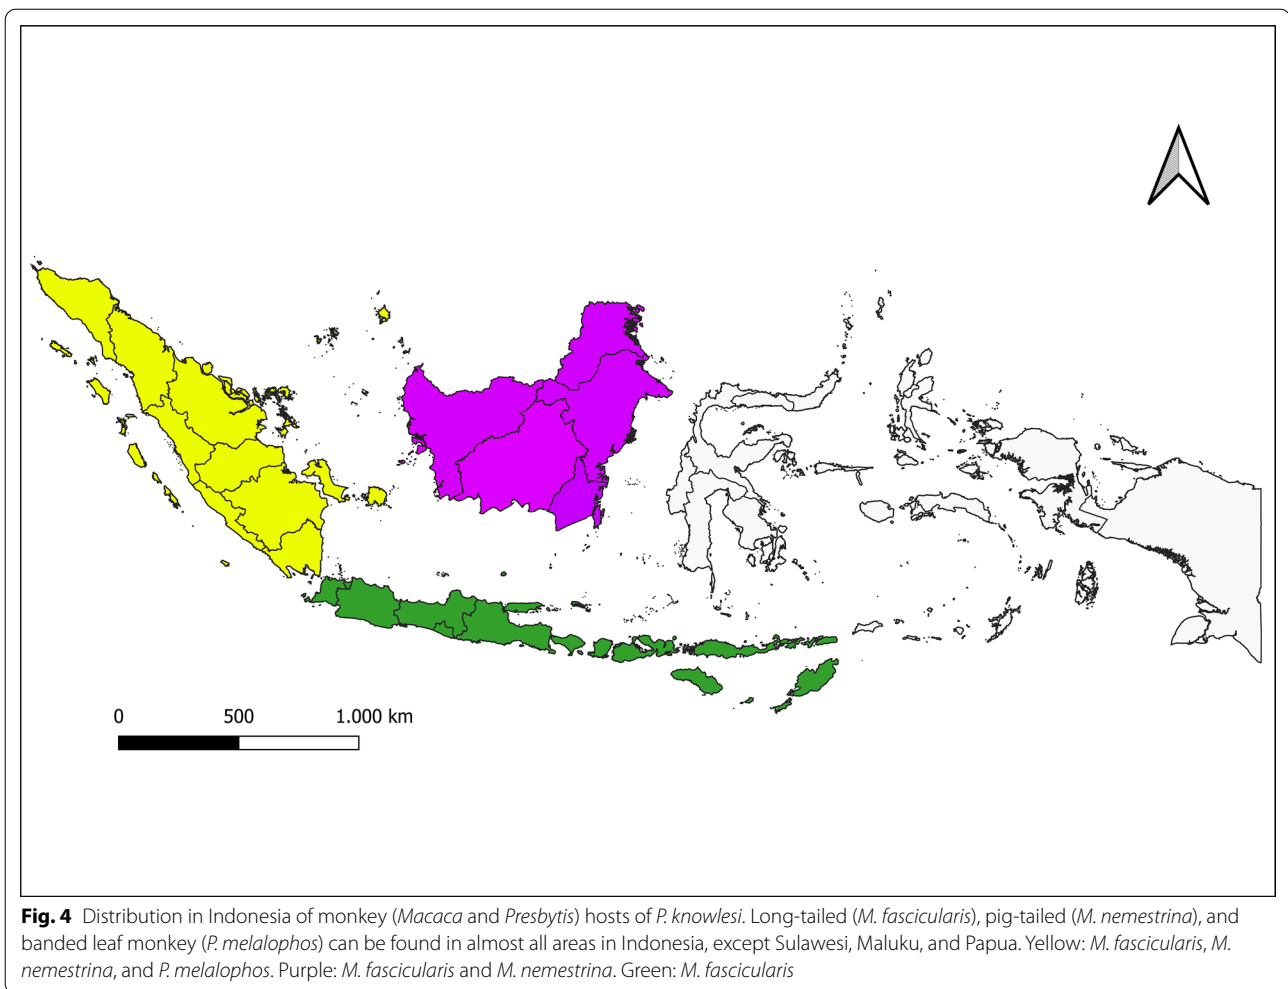 0 500 1.000 km
Fig. 4 Distribution in Indonesia of monkey (Macaca and Presbytis) hosts of P. knowlesi. Long-tailed (M. fascicularis), pig-tailed (M. nemestrina), and
banded leaf monkey (P. melalophos) can be found in almost all areas in Indonesia, except Sulawesi, Maluku, and Papua. Yellow: M. fascicularis, M.
nemestrina, and P. melalophos. Purple: M. fascicularis and M. nemestrina. Green: M. fascicularis